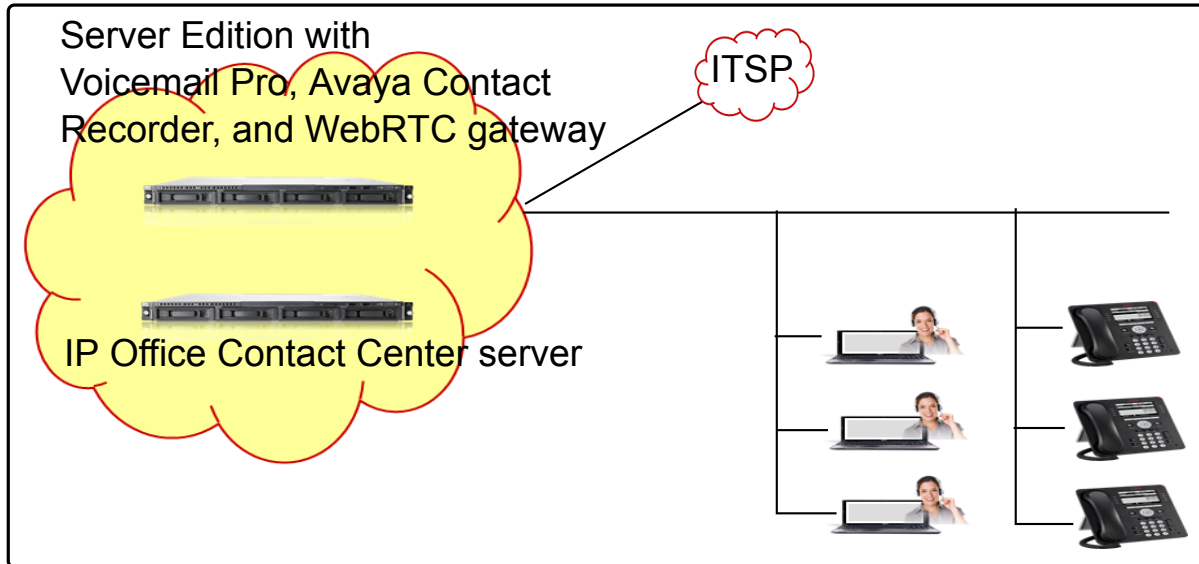 Server Edition with
Voicemail Pro, Avaya Contact
Recorder, and WebRTC gateway
ITSP
IP Office Contact Center server